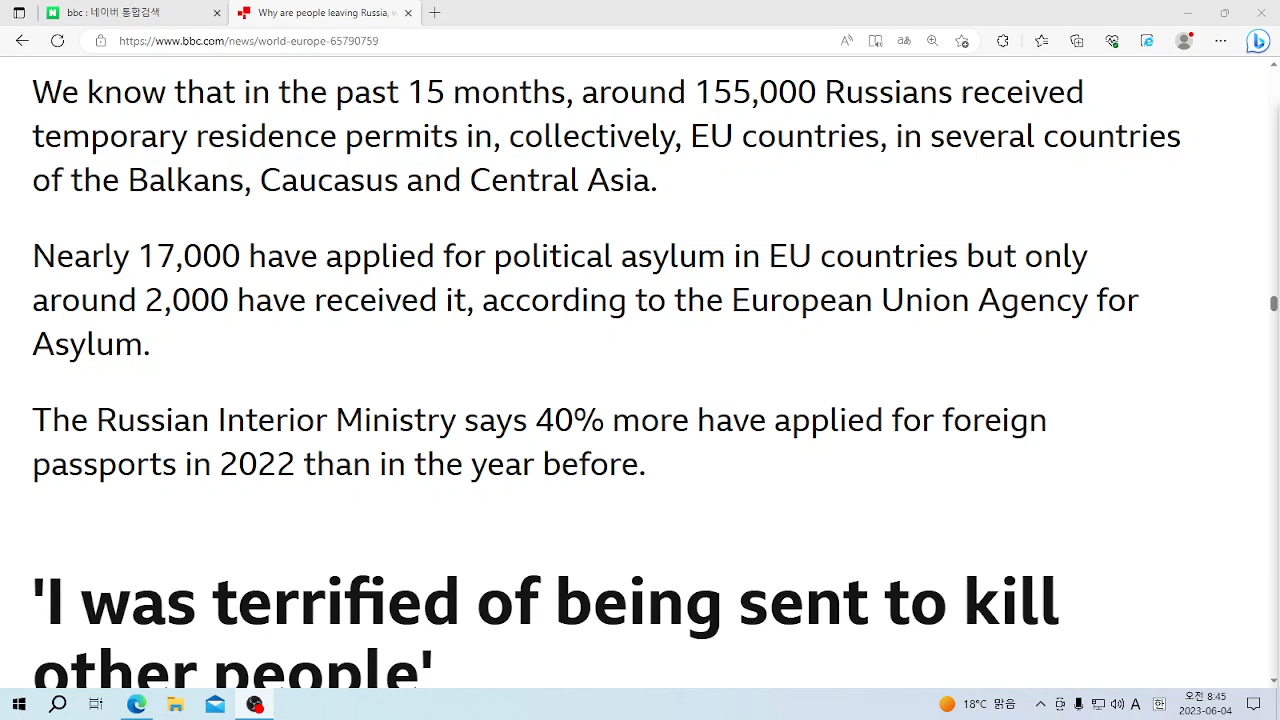 bbc : 네이버 통합검색
Why are people leaving Russia, w
https://www.bbc.com/news/world-europe-65790759
We know that in the past 15 months, around 155,000 Russians received
temporary residence permits in, collectively, EU countries, in several countries
of the Balkans, Caucasus and Central Asia.
Nearly 17,000 have applied for political asylum in EU countries but only
around 2,000 have received it, according to the European Union Agency for
Asylum.
The Russian Interior Ministry says 40% more have applied for foreign
passports in 2022 than in the year before.
'I was terrified of being sent to kill
other people'
18°C 맑음
A
오전 8:45
2023-06-04